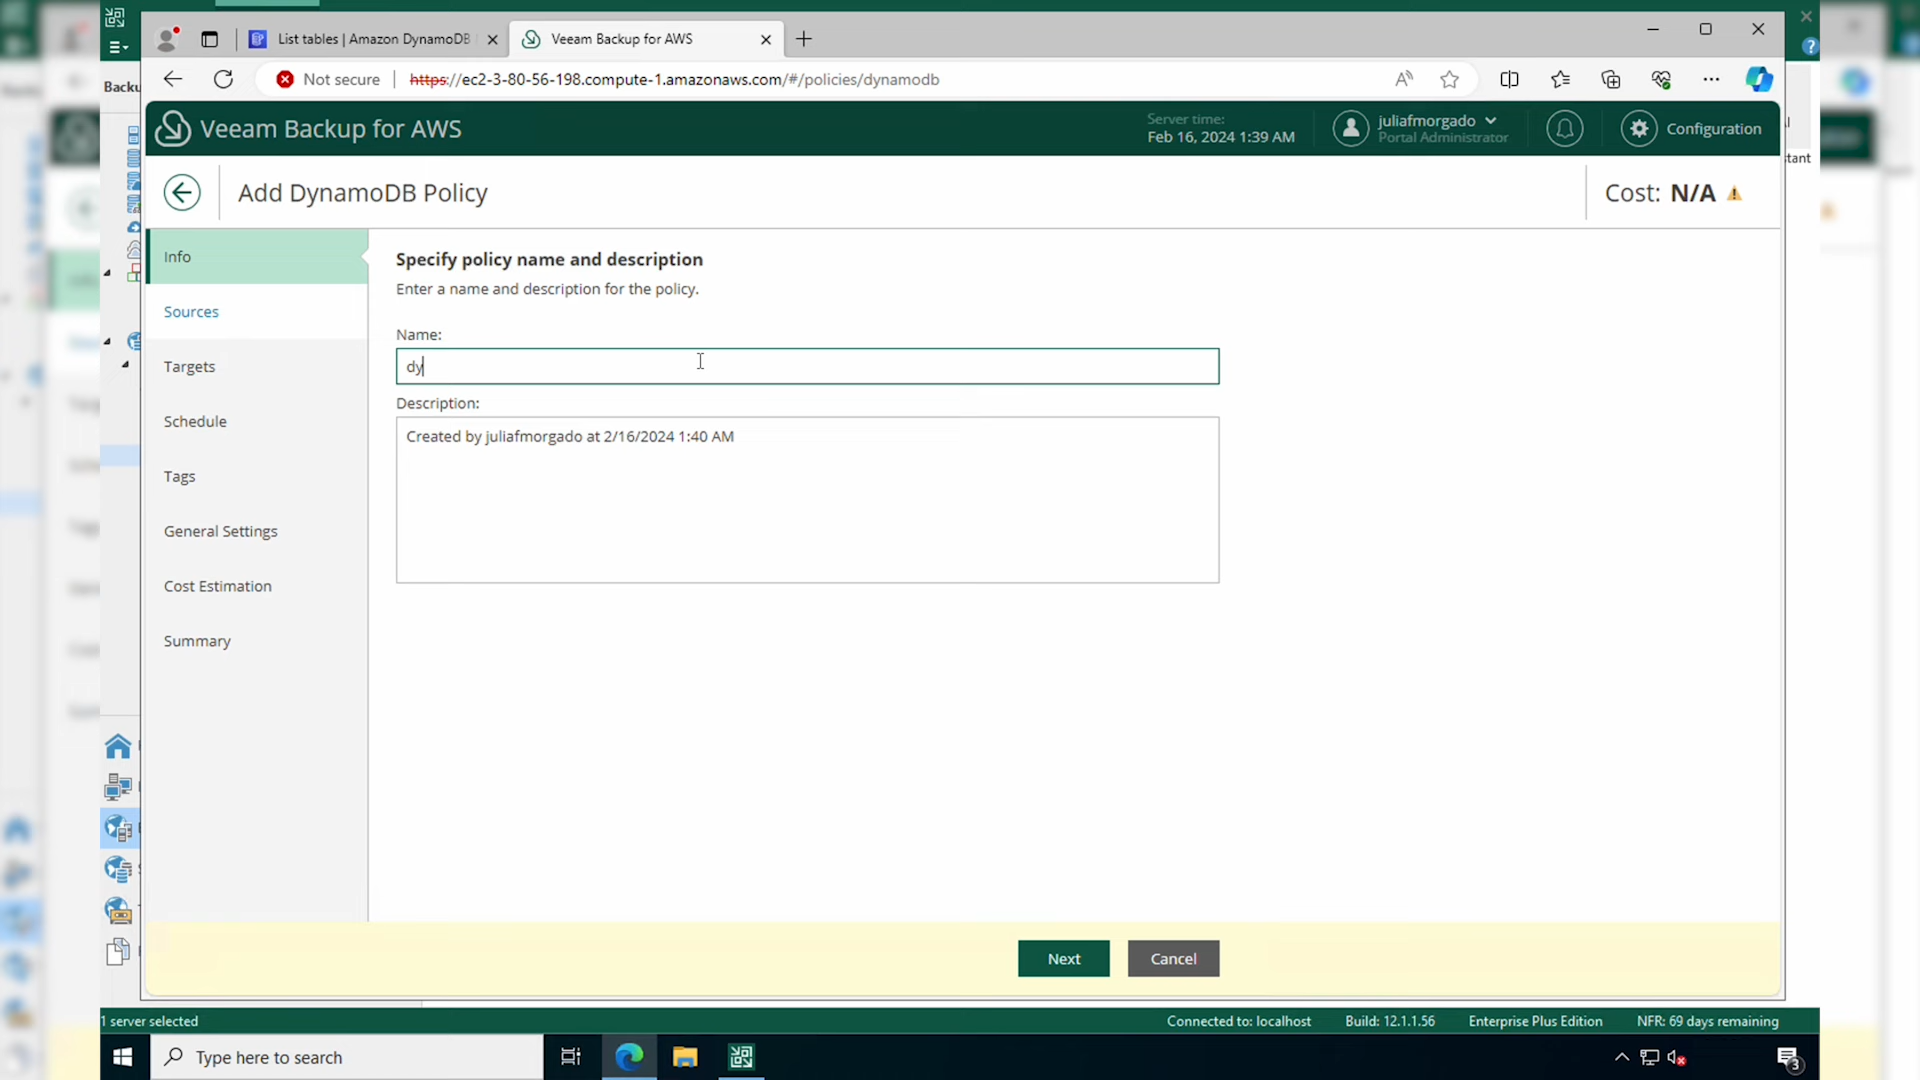 List tables | Amazon DynamoDB
Veeam Backup for AWS
Not secure
https://ec2-3-80-56-198.compute-1.amazonaws.com/#/policies/dynamodb
Veeam Backup for AWS
Server time:
Feb 16, 2024 1:39 AM
juliafmorgado
Portal Administrator
Configuration
Add DynamoDB Policy
Cost: N/A
Info
Sources
Targets
Schedule
Tags
General Settings
Cost Estimation
Summary
Specify policy name and description
Enter a name and description for the policy.
Name:
dy
Description:
Created by juliafmorgado at 2/16/2024 1:40 AM
Next
Cancel
1 server selected
Connected to: localhost
Build: 12.1.1.56
Enterprise Plus Edition
NFR: 69 days remaining
Type here to search
3